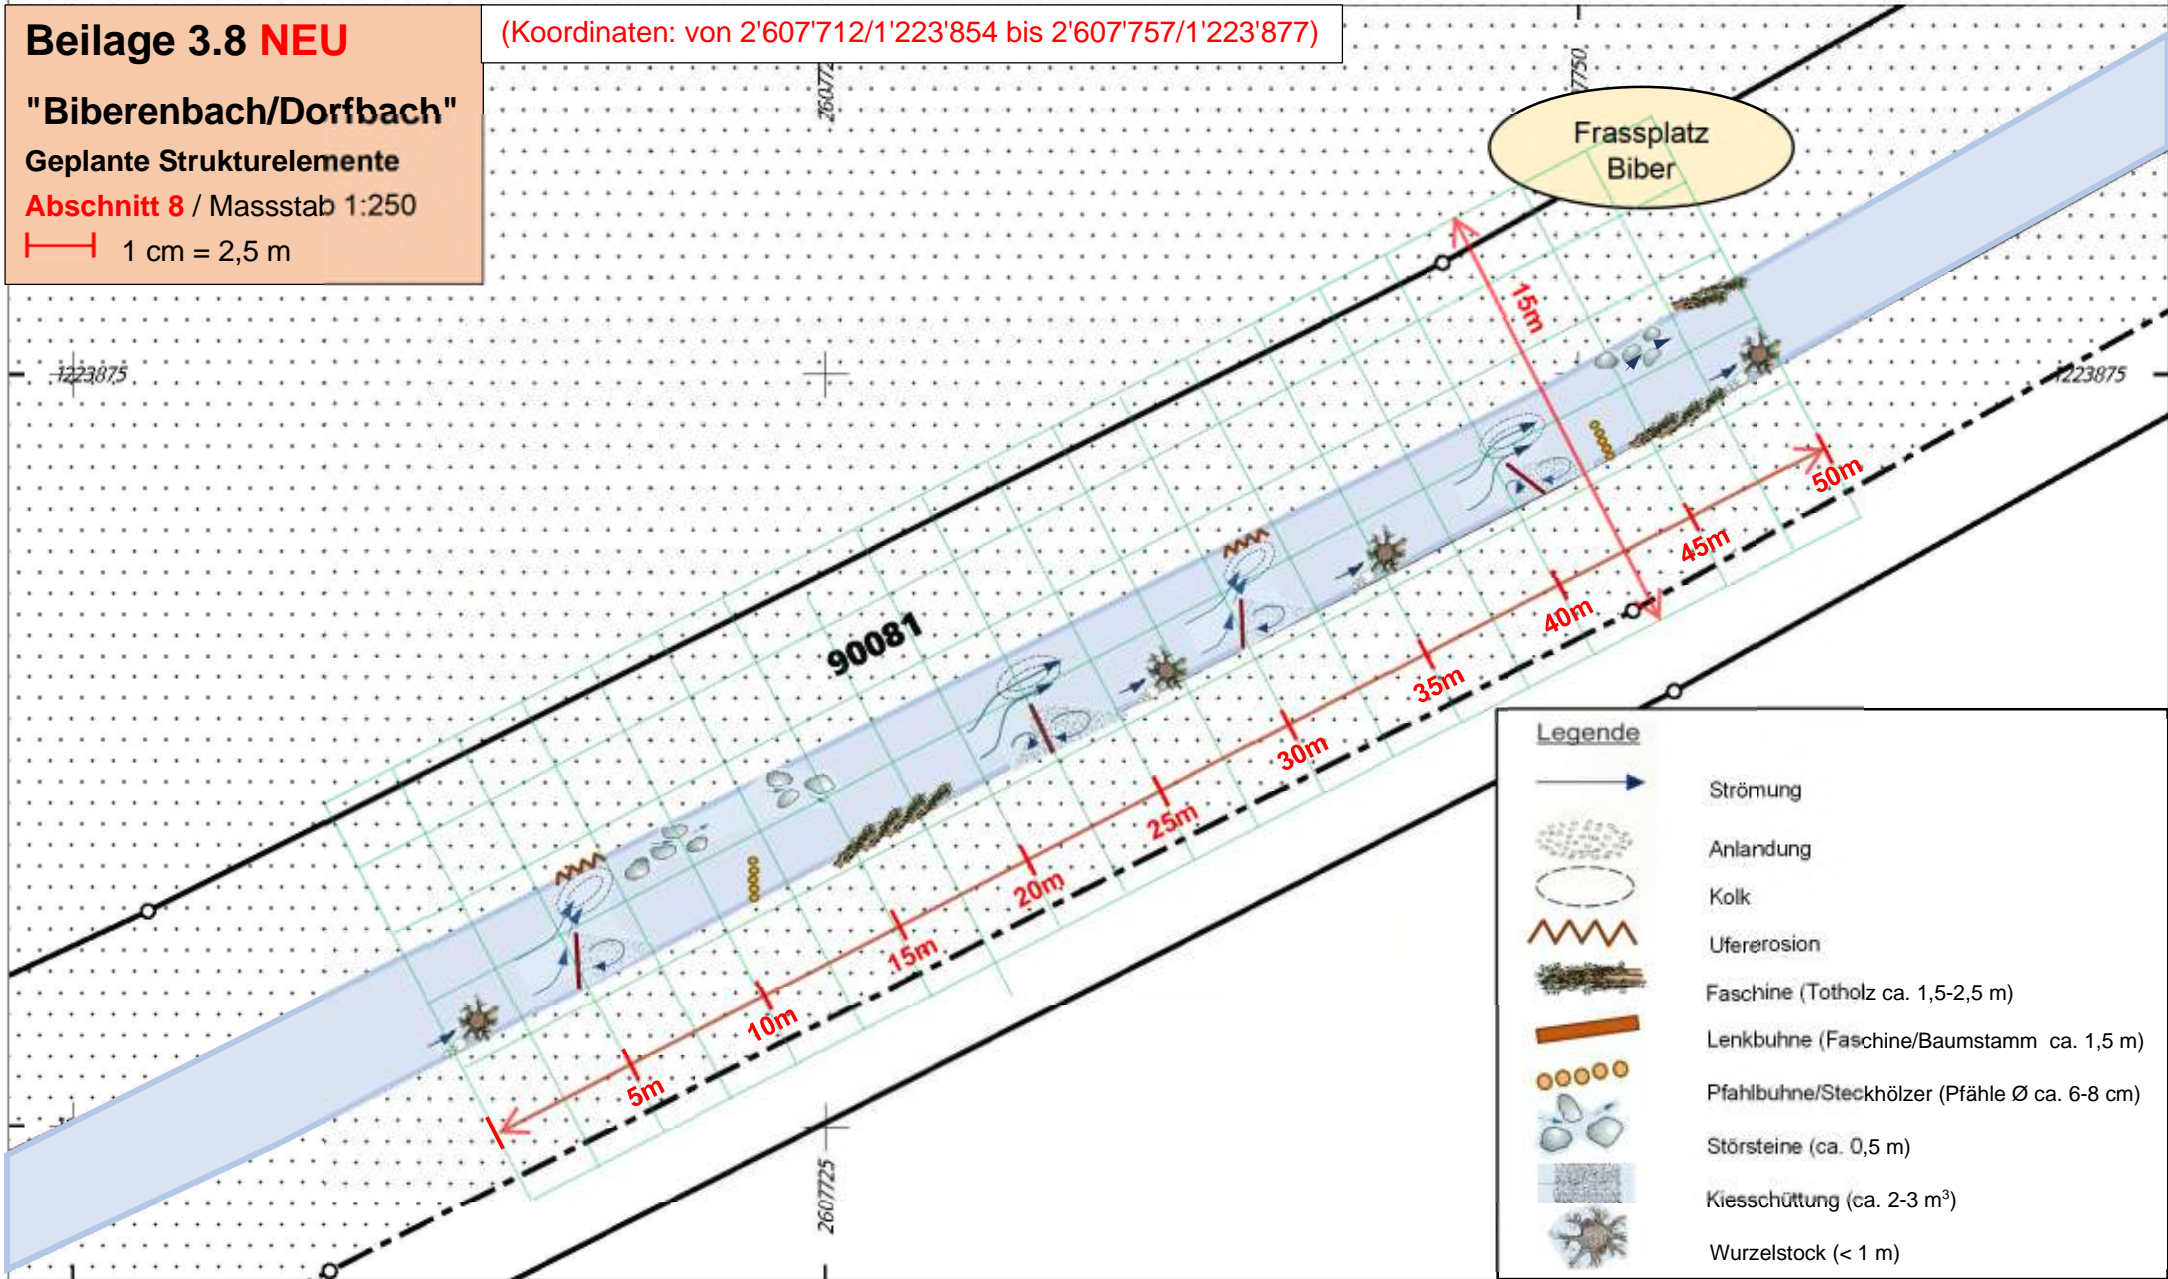 Beilage 3.8 NEU
(Koordinaten: von 2'607'712/1'223'854 bis 2'607'757/1'223'877)
"Biberenbach/Dorfbach"
Geplante Strukturelemente
Abschnitt 8 / Massstab 1:250
1 cm = 2,5 m
7750
Frassplatz
Biber
15m
1223875
1223875
90081
50m
45m
40m
35m
30m
25m
20m
15m
10m
5m
2607725
Legende
Strömung
Anlandung
Kolk
Ufererosion
Faschine (Totholz ca. 1,5-2,5 m)
Lenkbuhne (Faschine/Baumstamm ca. 1,5 m)
Pfahlbuhne/Steckhölzer (Pfähle Ø ca. 6-8 cm)
Störsteine (ca. 0,5 m)
Kiesschüttung (ca. 2-3 m³)
Wurzelstock (< 1 m)